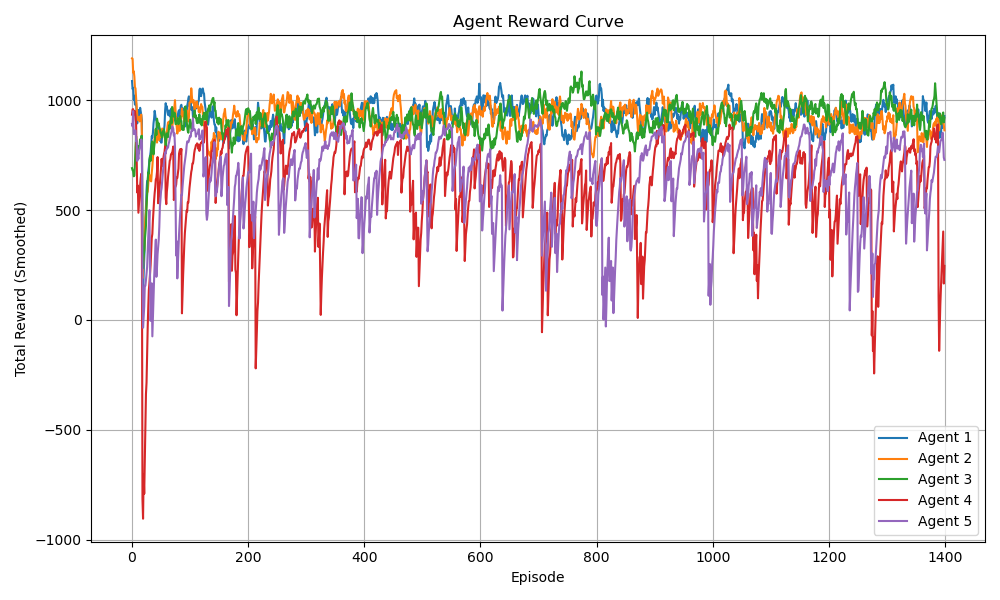 Agent Reward Curve
Total Reward (Smoothed)
1000
500
0
−500
−1000
0 200 400 600 800 1000 1200 1400
Episode
Agent 1
Agent 2
Agent 3
Agent 4
Agent 5